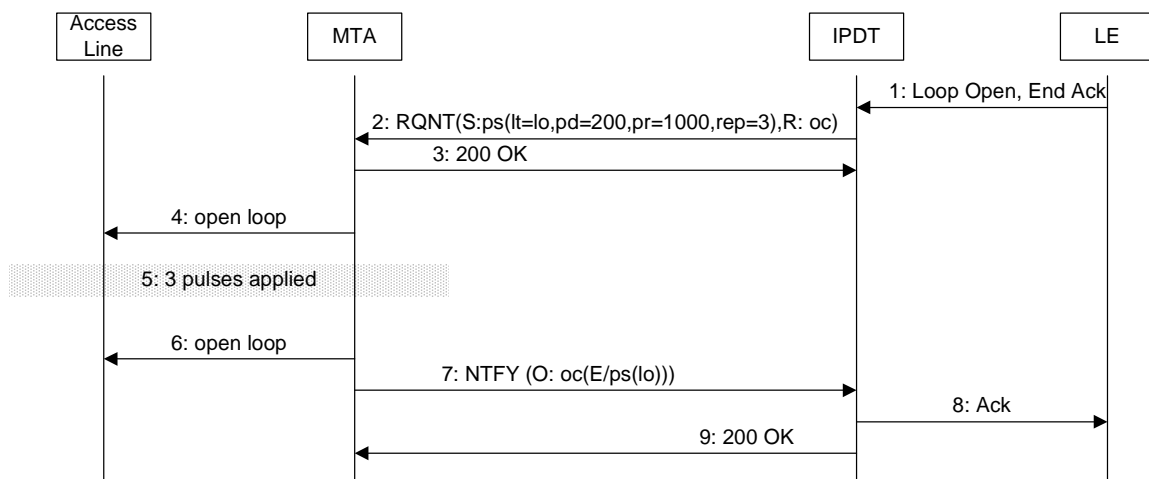 Access
Line
MTA
IPDT
LE
1: Loop Open, End Ack
2: RQNT(S:ps(lt=lo,pd=200,pr=1000,rep=3),R: oc)
3: 200 OK
4: open loop
5: 3 pulses applied
6: open loop
7: NTFY (O: oc(E/ps(lo)))
8: Ack
9: 200 OK